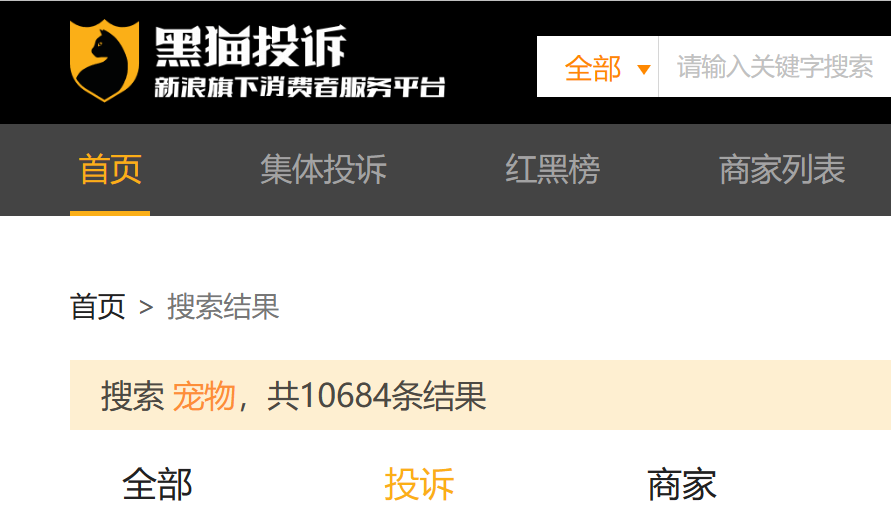 黑猫投诉
新浪旗下消费者服务平台
全部 请输入关键字搜索
首页 集体投诉 红黑榜 商家列表
首页 > 搜索结果
搜索 宠物，共10684条结果
全部 投诉 商家